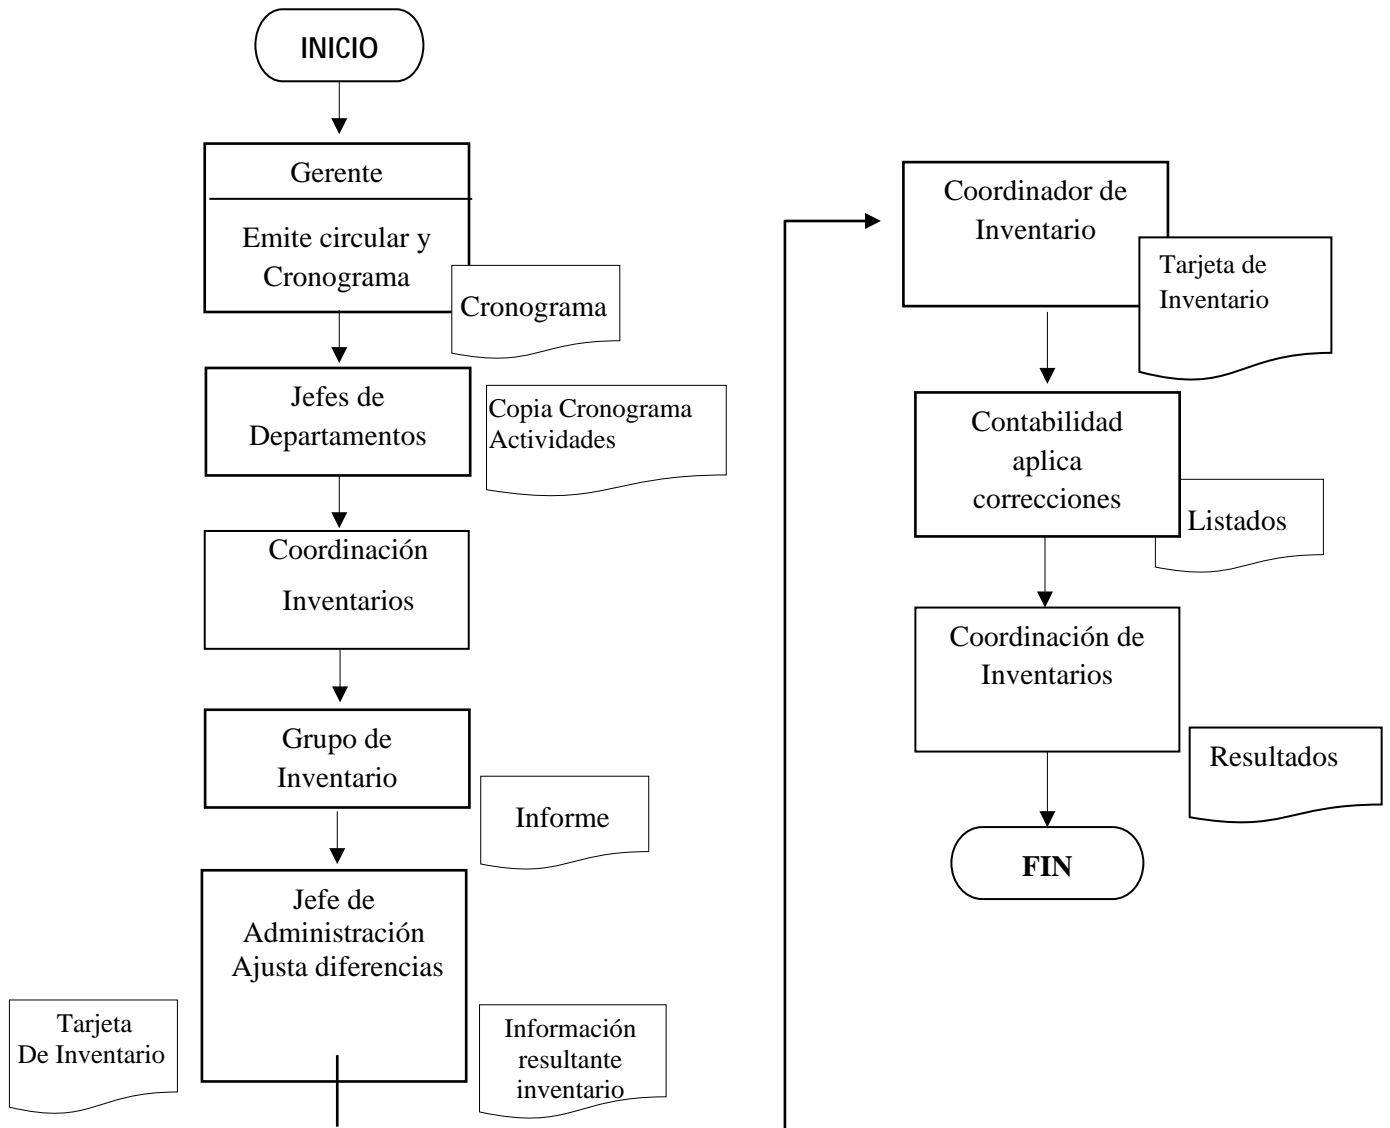 INICIO
Gerente
Emite circular y
Cronograma
Cronograma
Jefes de
Departamentos
Copia Cronograma
Actividades
Coordinación
Inventarios
Grupo de
Inventario
Informe
Jefe de
Administración
Ajusta diferencias
Tarjeta
De Inventario
Información
resultante
inventario
Coordinador de
Inventario
Tarjeta de
Inventario
Contabilidad
aplica
correcciones
Listados
Coordinación de
Inventarios
Resultados
FIN